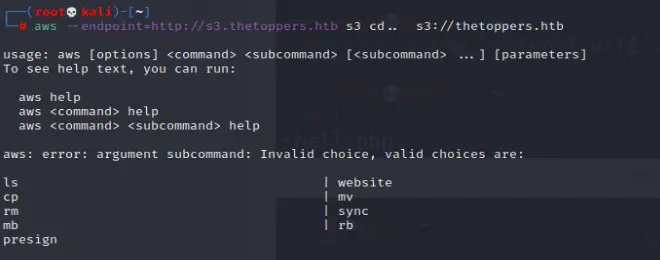 ┌──(root💀kali)-[~]
└─# aws --endpoint=http://s3.thetoppers.htb s3 cd.. s3://thetoppers.htb
usage: aws [options] <command> <subcommand> [<subcommand> ...] [parameters]
To see help text, you can run:
aws help
aws <command> help
aws <command> <subcommand> help
aws: error: argument subcommand: Invalid choice, valid choices are:
ls | website
cp | mv
rm | sync
mb | rb
presign